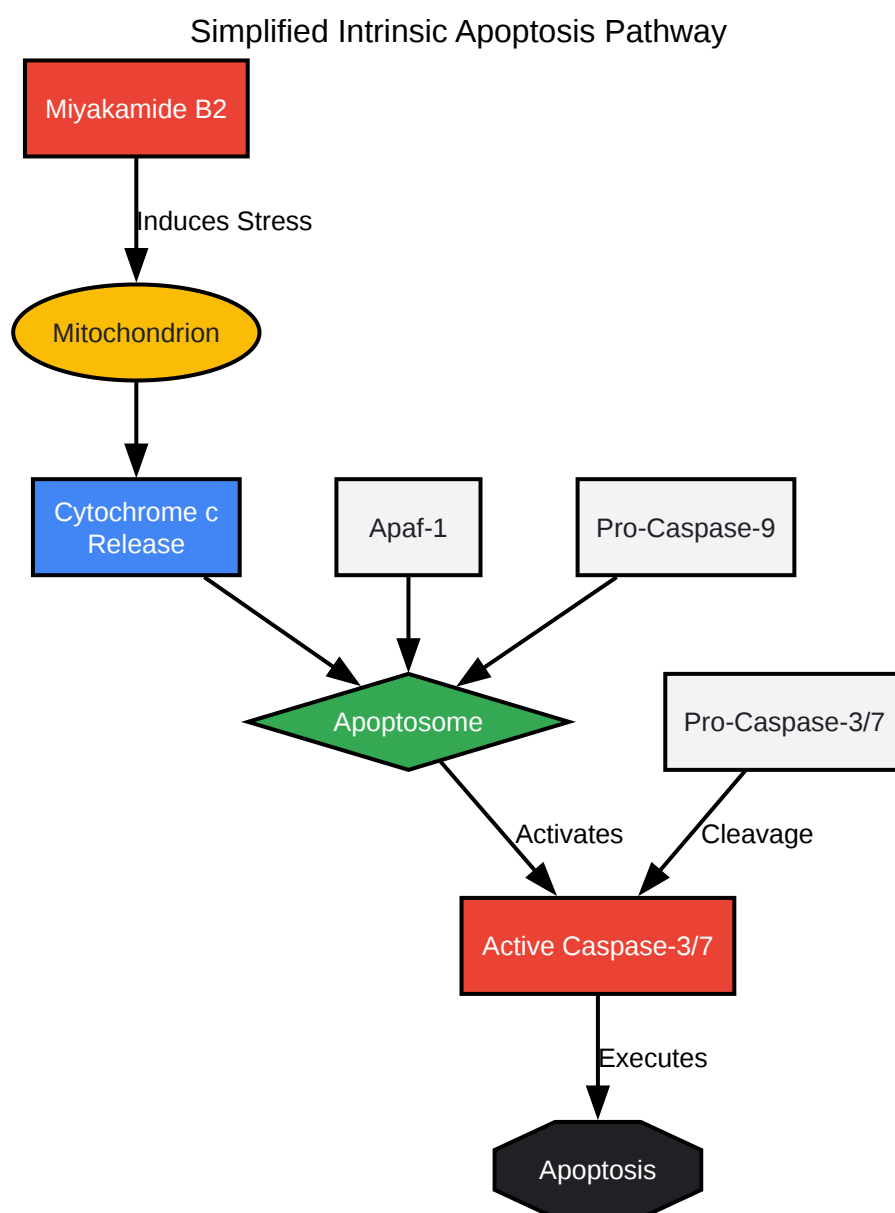 Simplified Intrinsic Apoptosis Pathway
Miyakamide B2
Induces Stress
Mitochondrion
Cytochrome c
Release
Apaf-1
Pro-Caspase-9
Apoptosome
Pro-Caspase-3/7
Activates
Cleavage
Active Caspase-3/7
Executes
Apoptosis